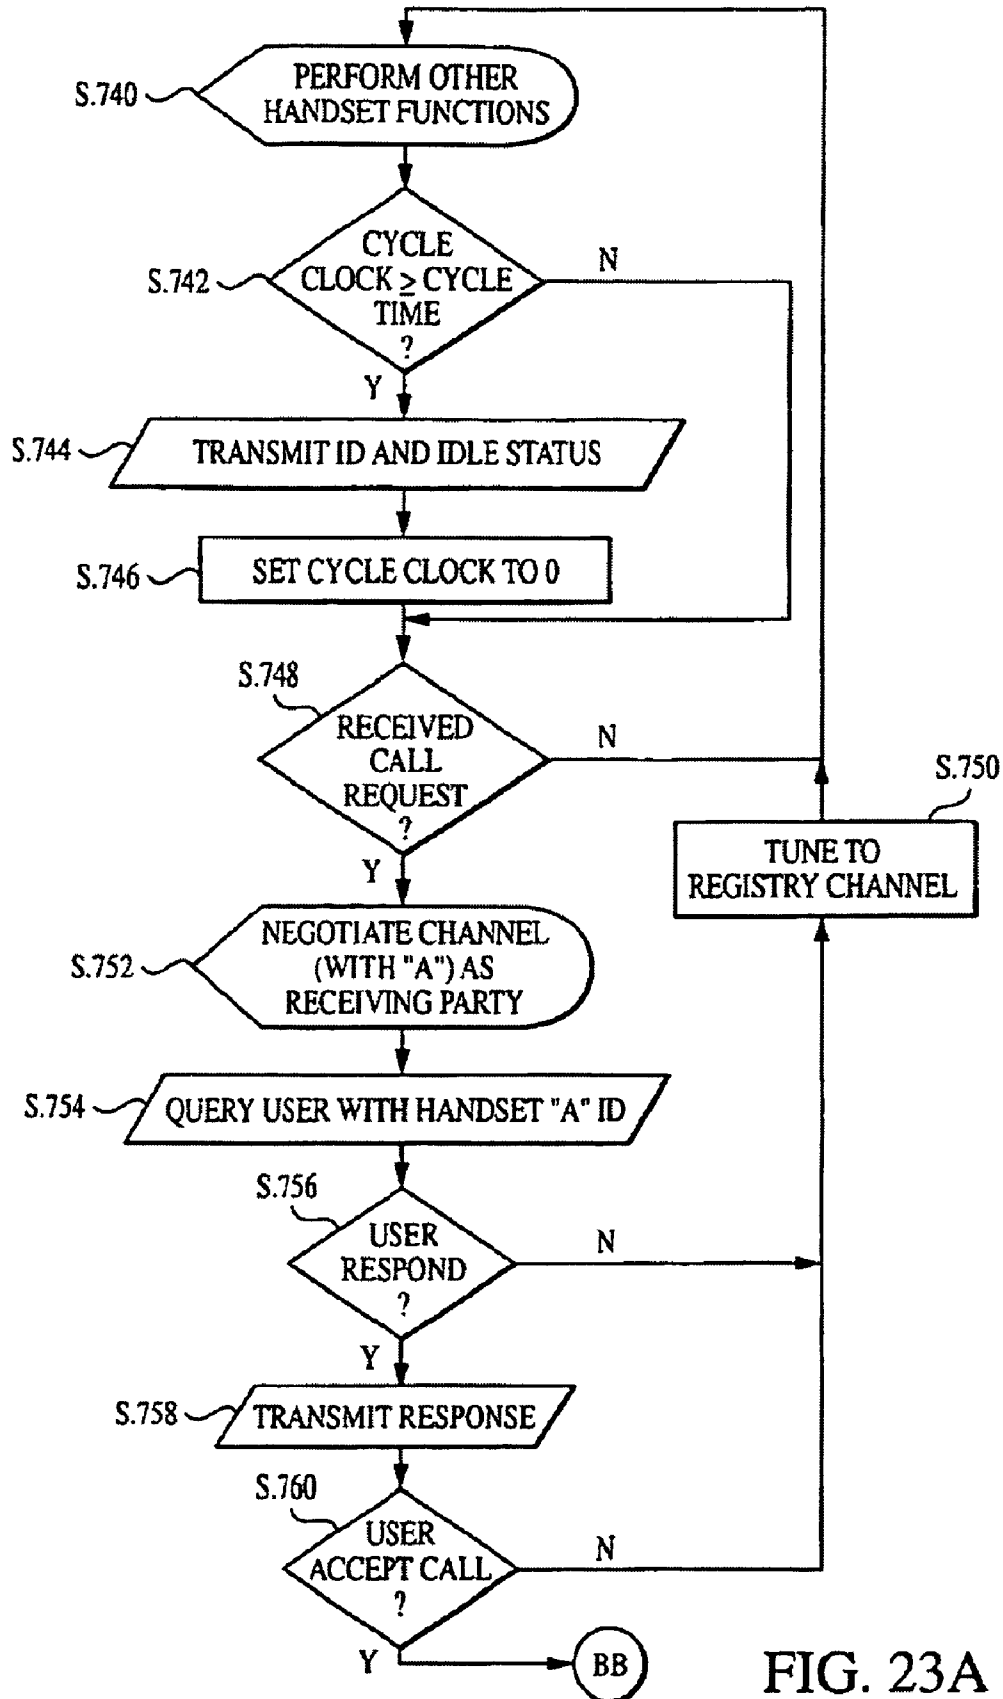 S.740
PERFORM OTHER
HANDSET FUNCTIONS
S.742
CYCLE
CLOCK ≥ CYCLE
TIME
?
N
Y
S.744
TRANSMIT ID AND IDLE STATUS
S.746
SET CYCLE CLOCK TO 0
S.748
RECEIVED
CALL
REQUEST
?
N
Y
S.750
TUNE TO
REGISTRY CHANNEL
S.752
NEGOTIATE CHANNEL
(WITH "A") AS
RECEIVING PARTY
S.754
QUERY USER WITH HANDSET "A" ID
S.756
USER
RESPOND
?
N
Y
S.758
TRANSMIT RESPONSE
S.760
USER
ACCEPT CALL
?
N
Y
BB
FIG. 23A